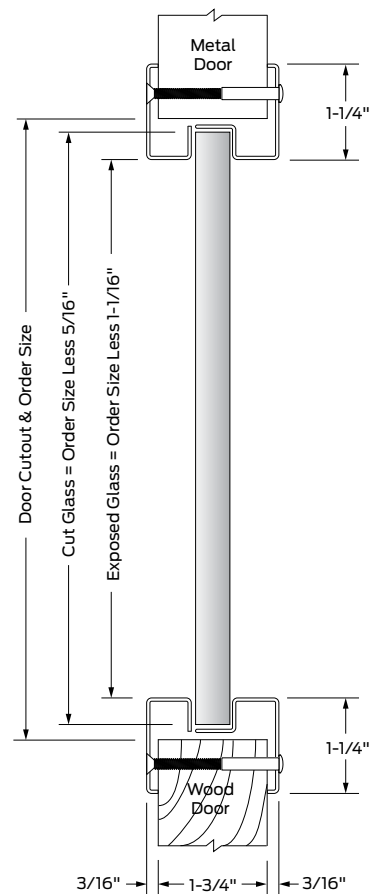 Metal
Door
1-1/4"
Door Cutout & Order Size
Cut Glass = Order Size Less 5/16"
Exposed Glass = Order Size Less 1-1/16"
1-1/4"
Wood
Door
3/16"
1-3/4"
3/16"